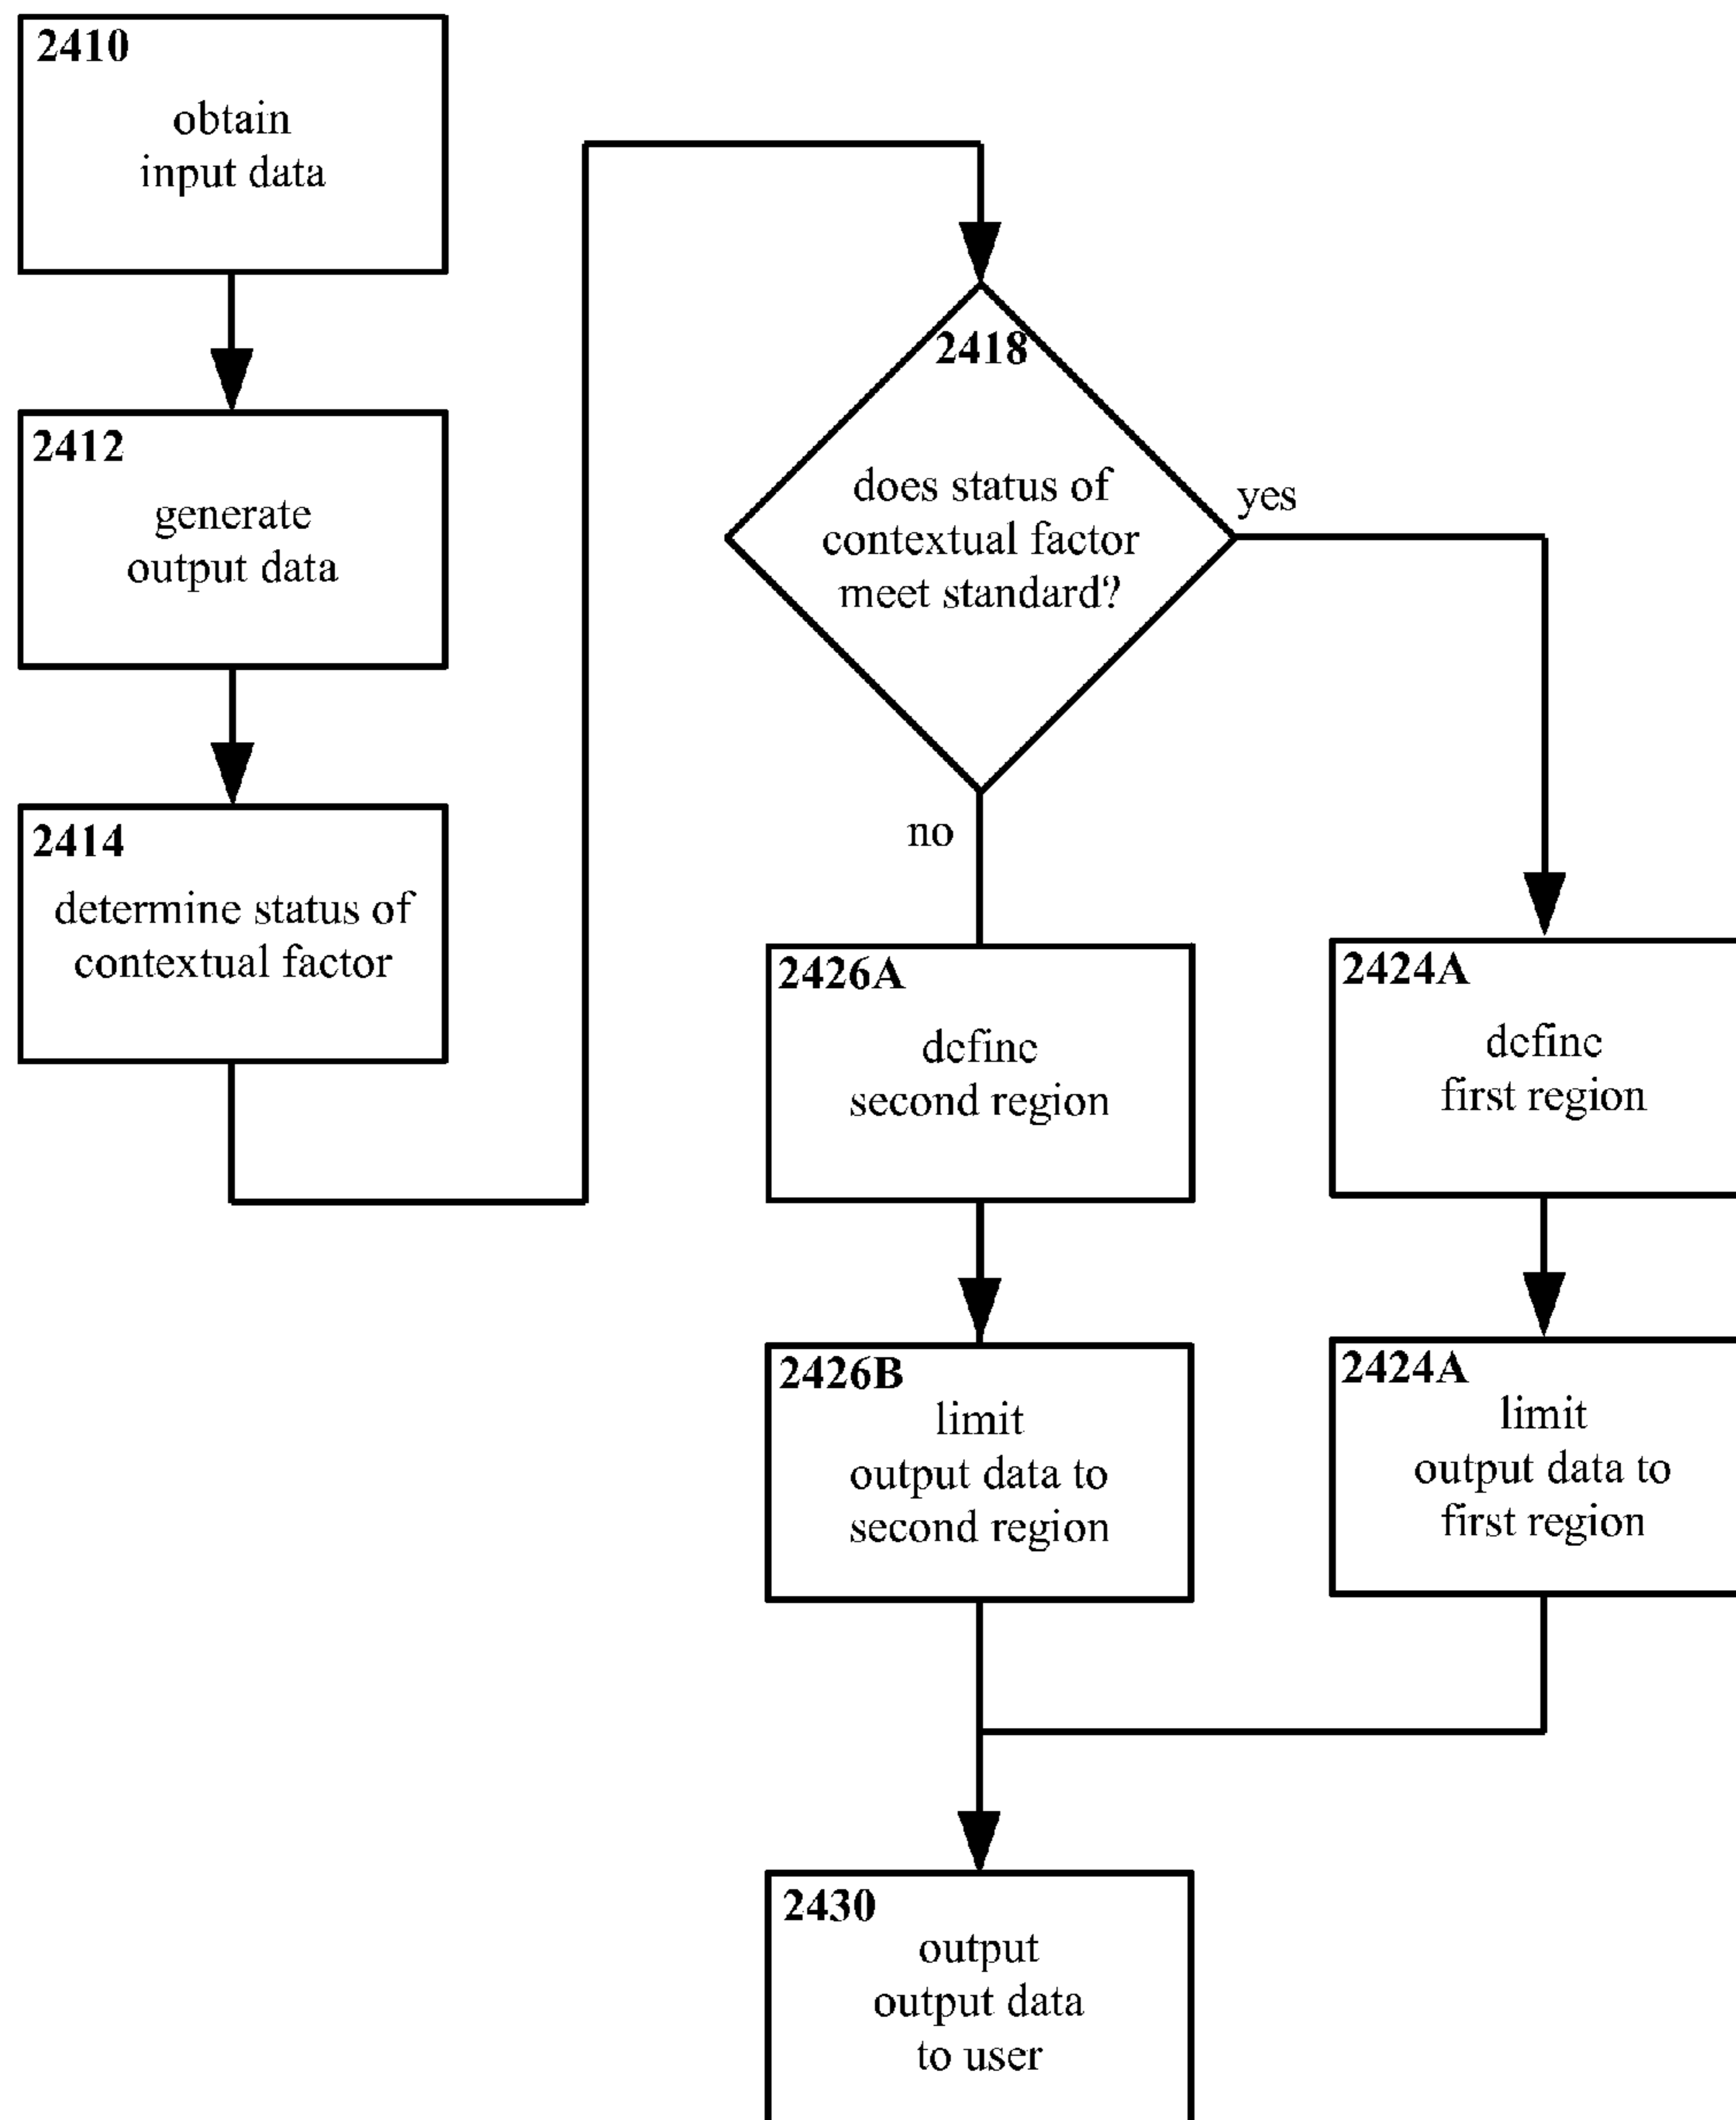 2410
obtain
input data
2412
generate
output data
2414
determine status of
contextual factor
2418
does status of
contextual factor
meet standard?
yes
no
2426A
define
second region
2424A
define
first region
2426B
limit
output data to
second region
2424A
limit
output data to
first region
2430
output
output data
to user